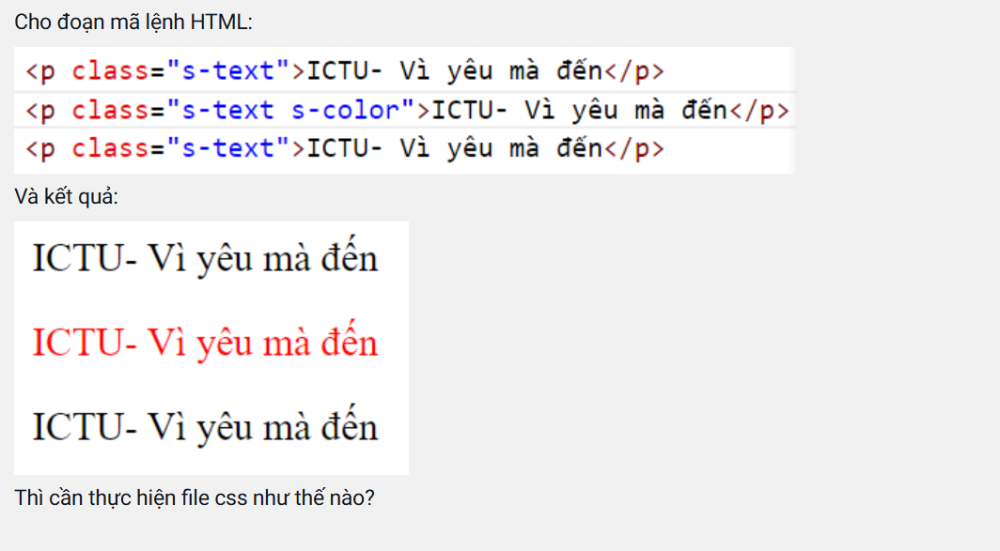 Cho đoạn mã lệnh HTML:
<p class="s-text">ICTU- Vì yêu mà đến</p>
<p class="s-text s-color">ICTU- Vì yêu mà đến</p>
<p class="s-text">ICTU- Vì yêu mà đến</p>
Và kết quả:
ICTU- Vì yêu mà đến
ICTU- Vì yêu mà đến
ICTU- Vì yêu mà đến
Thì cần thực hiện file css như thế nào?